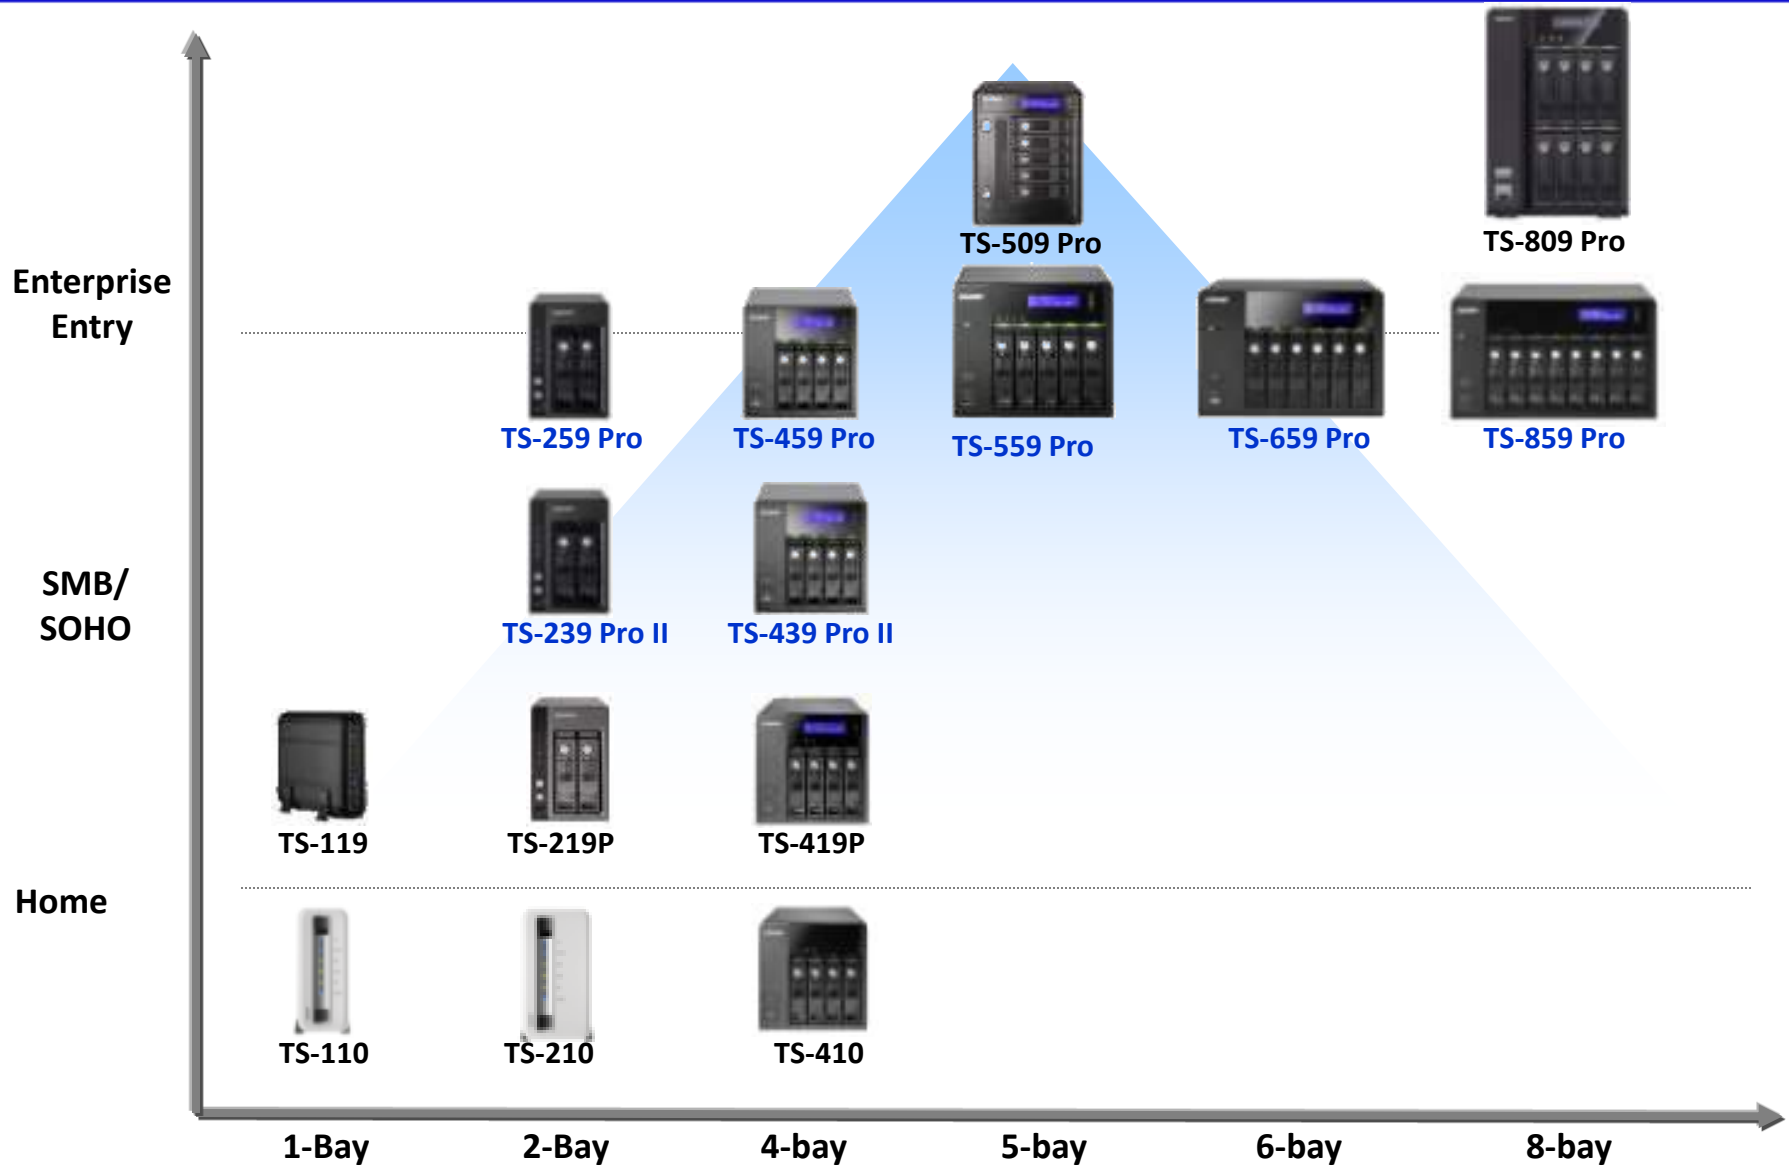 TS-509 Pro
TS-809 Pro
Enterprise
Entry
TS-259 Pro
TS-459 Pro
TS-559 Pro
TS-659 Pro
TS-859 Pro
SMB/
SOHO
TS-239 Pro II
TS-439 Pro II
TS-119
TS-219P
TS-419P
Home
TS-110
TS-210
TS-410
1-Bay
2-Bay
4-bay
5-bay
6-bay
8-bay